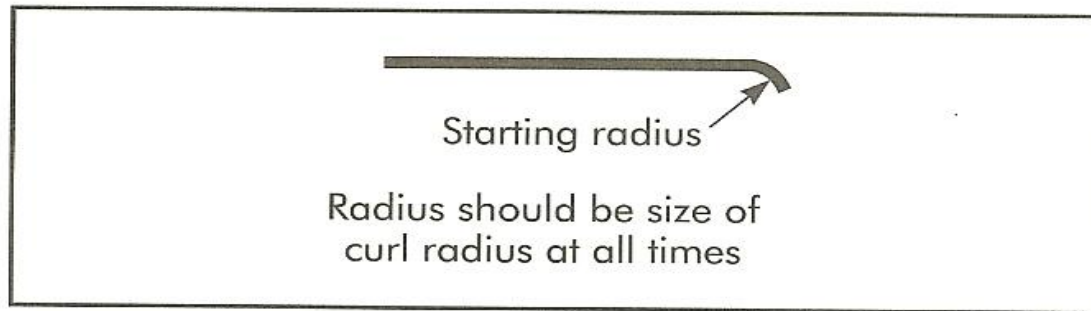 Starting radius
Radius should be size of
curl radius at all times